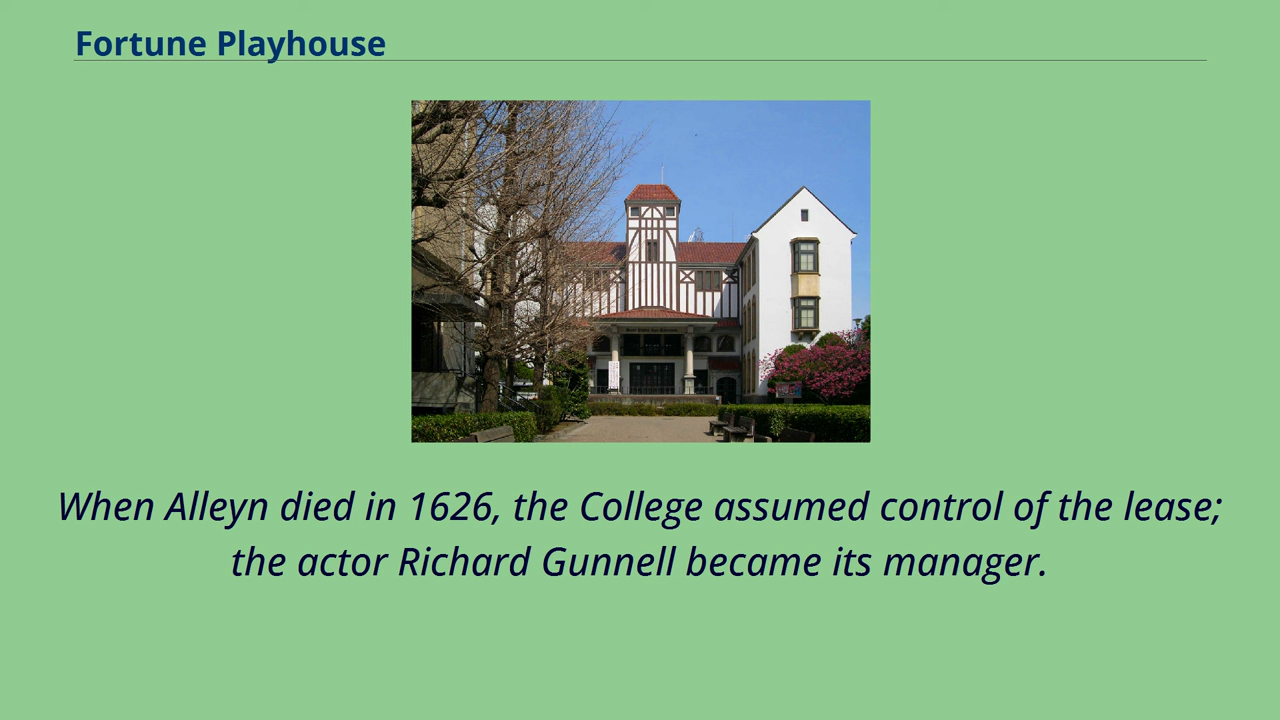 Fortune Playhouse
When Alleyn died in 1626, the College assumed control of the lease;
the actor Richard Gunnell became its manager.